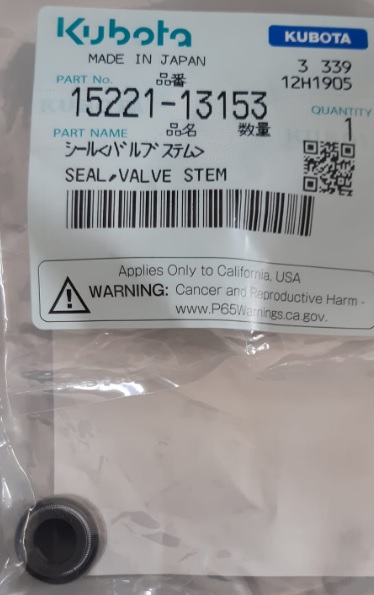 Kubota KUBOTA
MADE IN JAPAN 3 339
PART No. 品番 12H1905
15221-13153 QUANTITY
PART NAME 品名 数量 1
シール<バルブ ステム>
SEAL,VALVE STEM
Applies Only to California, USA
WARNING: Cancer and Reproductive Harm -
www.P65Warnings.ca.gov.